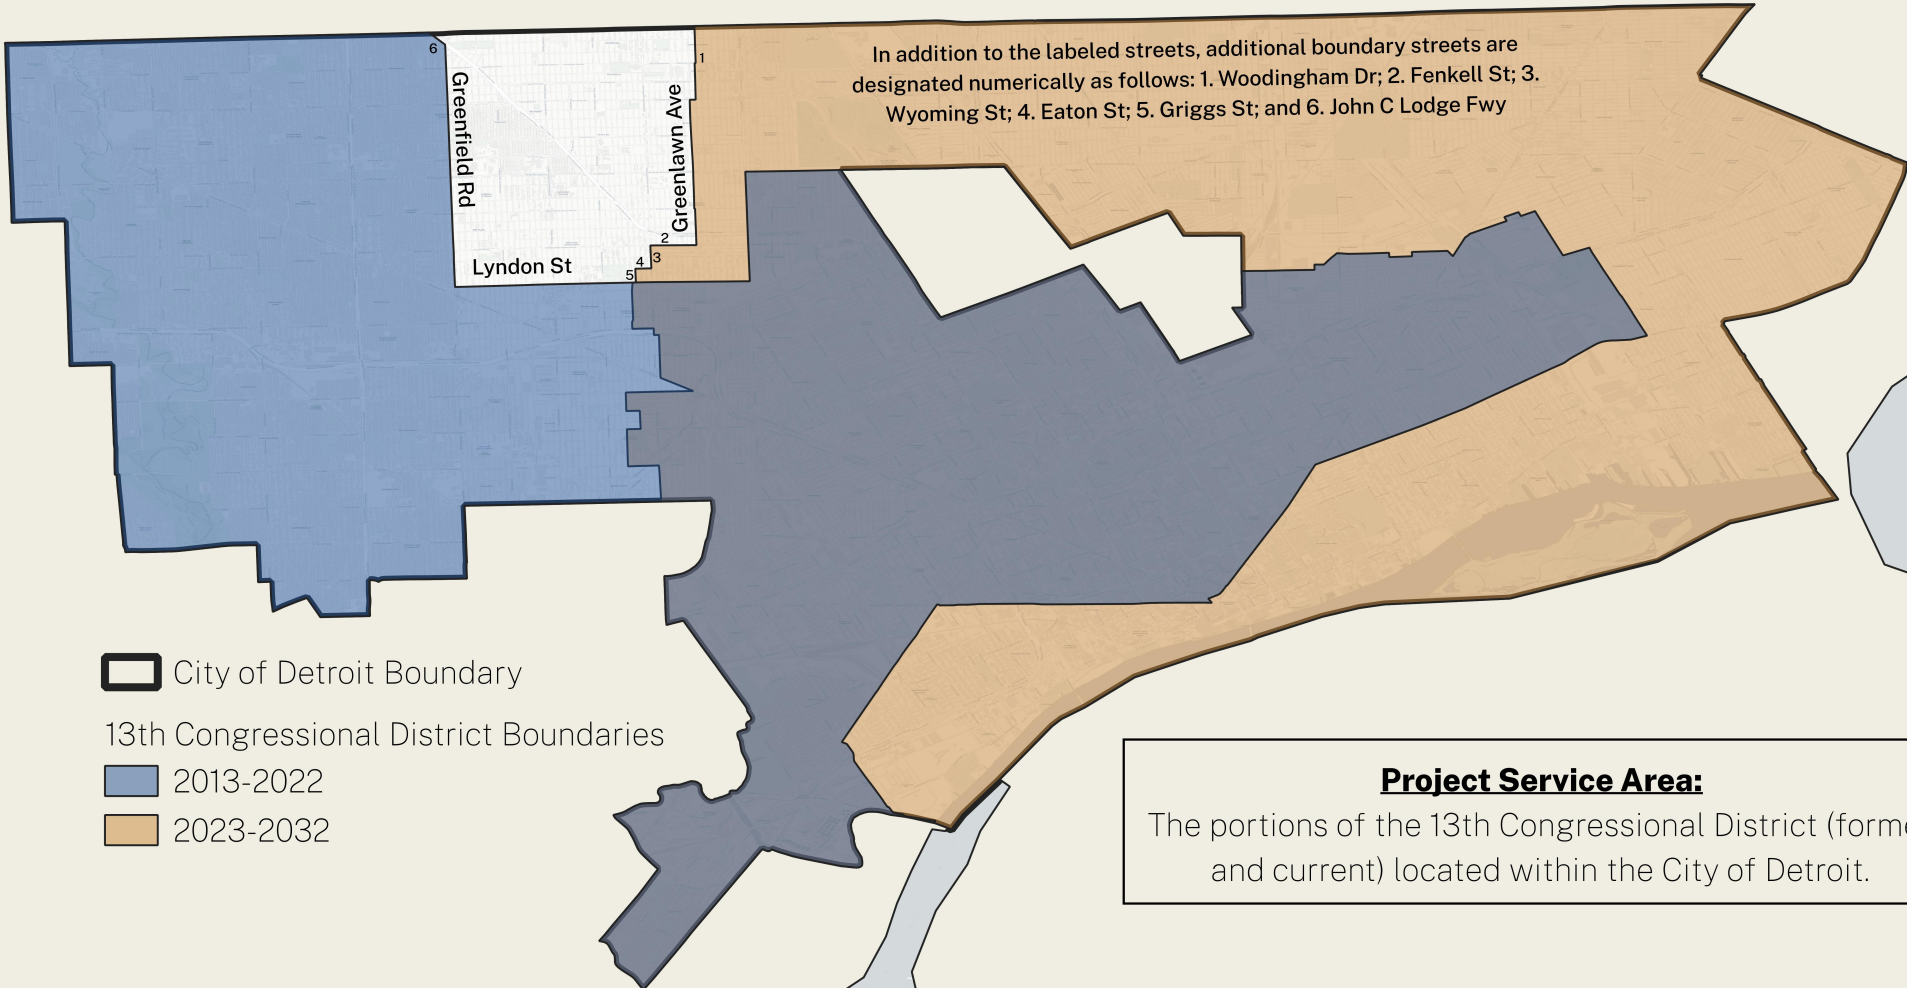 In addition to the labeled streets, additional boundary streets are
designated numerically as follows: 1. Woodingham Dr; 2. Fenkell St; 3.
Wyoming St; 4. Eaton St; 5. Griggs St; and 6. John C Lodge Fwy
6
1
Greenfield Rd
Greenlawn Ave
2
3
4
5
Lyndon St
City of Detroit Boundary
13th Congressional District Boundaries
2013-2022
2023-2032
Project Service Area:
The portions of the 13th Congressional District (forme
and current) located within the City of Detroit.